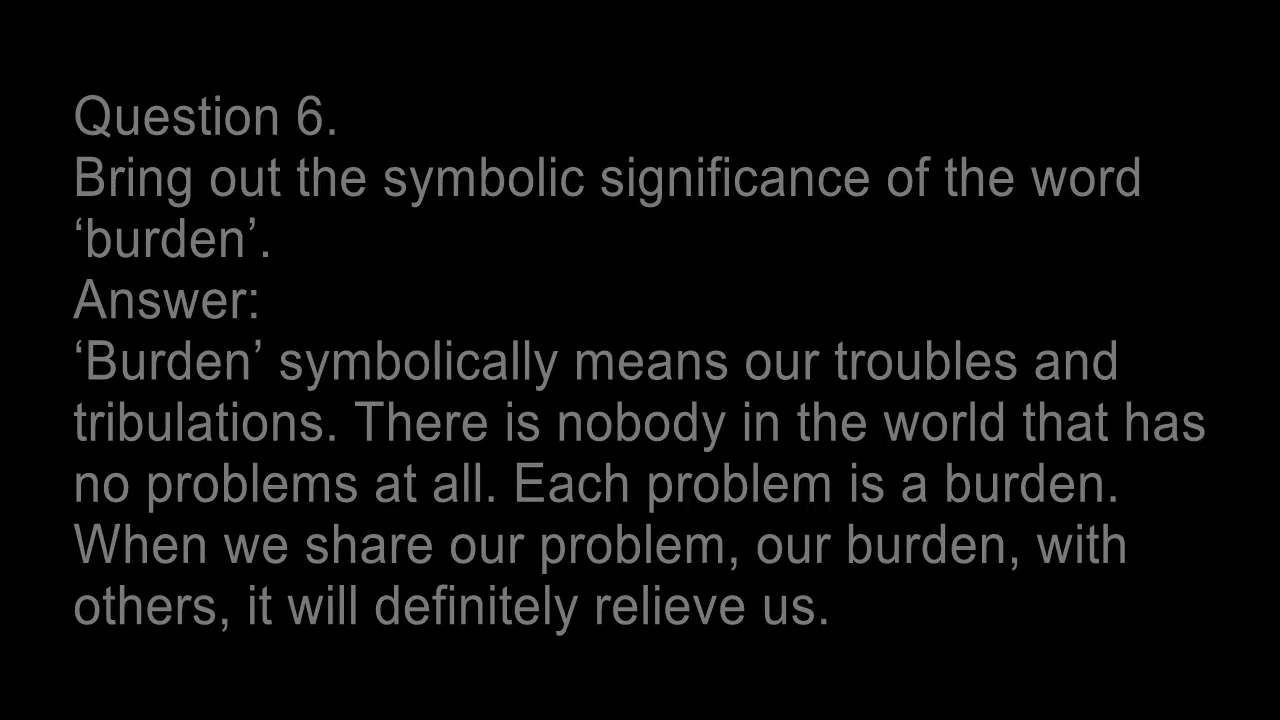 Question 6.
Bring out the symbolic significance of the word
‘burden’.
Answer:
‘Burden’ symbolically means our troubles and
tribulations. There is nobody in the world that has
no problems at all. Each problem is a burden.
When we share our problem, our burden, with
others, it will definitely relieve us.